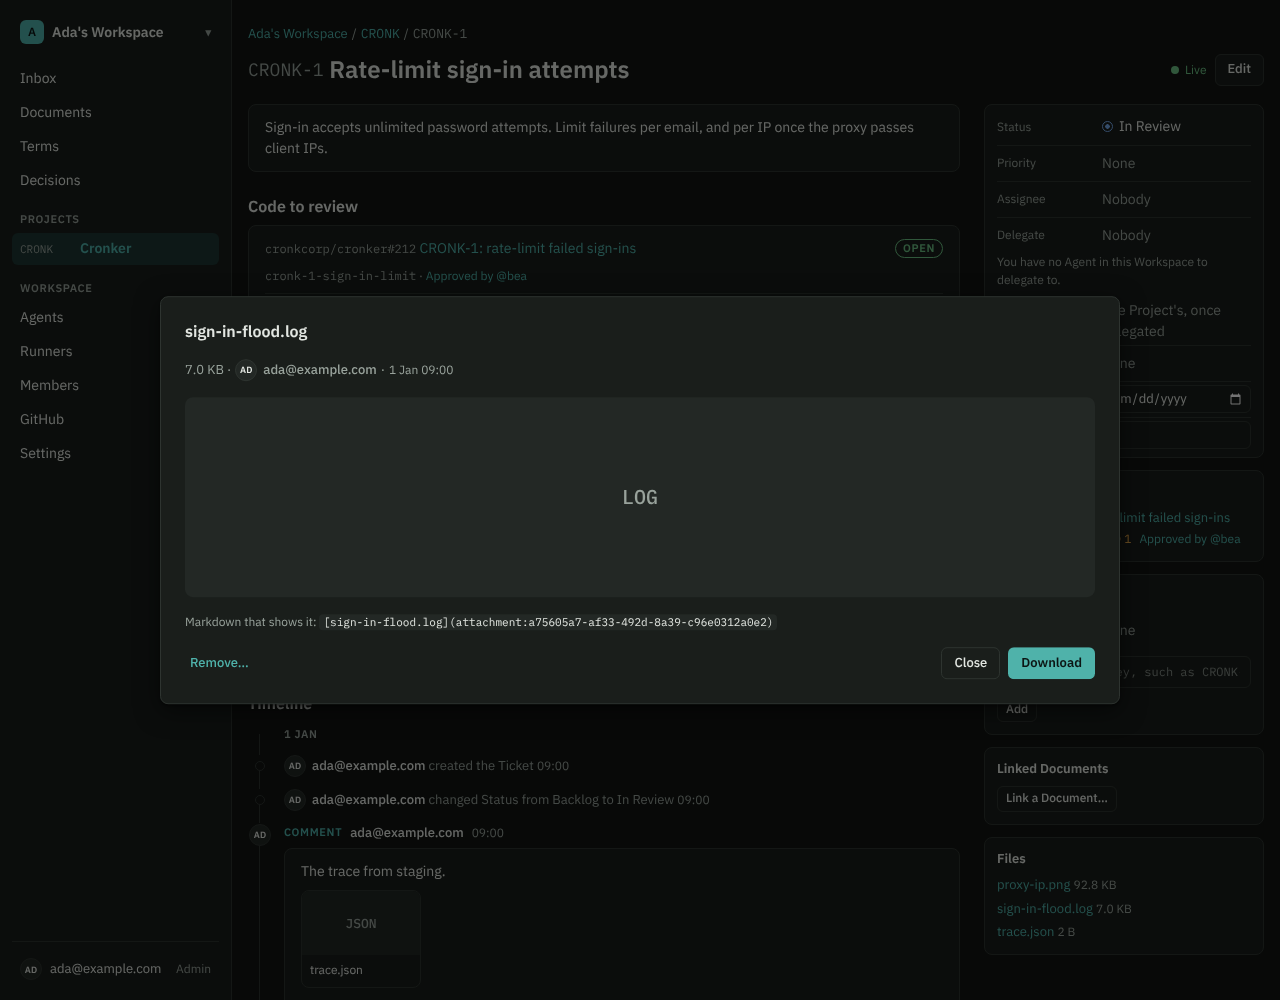 A Ada's Workspace ▾
Inbox
Documents
Terms
Decisions
PROJECTS
CRONK Cronker
WORKSPACE
Agents
Runners
Members
GitHub
Settings
AD ada@example.com Admin
Ada's Workspace / CRONK / CRONK-1
CRONK-1 Rate-limit sign-in attempts
Live Edit
Sign-in accepts unlimited password attempts. Limit failures per email, and per IP once the proxy passes
client IPs.
Code to review
cronkcorp/cronker#212 CRONK-1: rate-limit failed sign-ins OPEN
cronk-1-sign-in-limit · Approved by @bea
sign-in-flood.log
7.0 KB · AD ada@example.com · 1 Jan 09:00
LOG
Markdown that shows it: [sign-in-flood.log](attachment:a75605a7-af33-492d-8a39-c96e0312a0e2)
Remove...
Close
Download
Timeline
1 JAN
AD ada@example.com created the Ticket 09:00
AD ada@example.com changed Status from Backlog to In Review 09:00
AD COMMENT ada@example.com 09:00
The trace from staging.
JSON
trace.json
Status In Review
Priority None
Assignee Nobody
Delegate Nobody
You have no Agent in this Workspace to
delegate to.
Project's, once
/dd/yyyy
failed sign-ins
1 Approved by @bea
such as CRONK
Add
Linked Documents
Link a Document...
Files
proxy-ip.png 92.8 KB
sign-in-flood.log 7.0 KB
trace.json 2 B